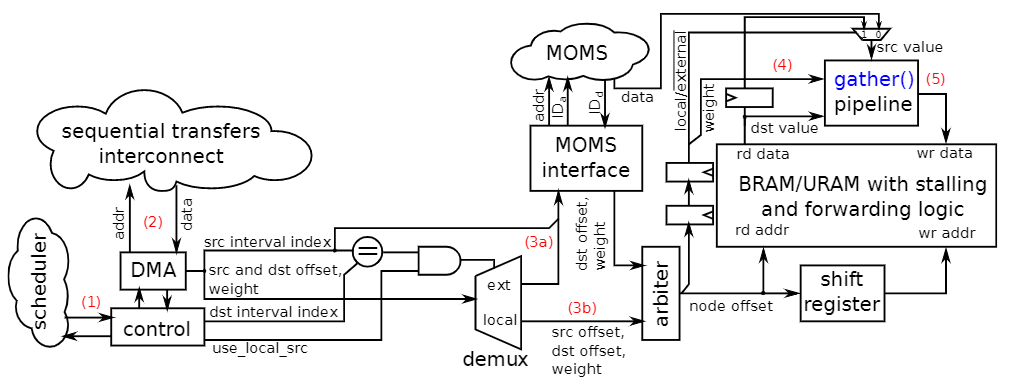 MOMS
1 0
src value
addr
ID_a
ID_d
data
local/external
weight
(4)
gather()
pipeline
(5)
dst value
sequential transfers
interconnect
MOMS
interface
rd data
wr data
BRAM/URAM with stalling
and forwarding logic
rd addr
wr addr
addr
(2)
data
scheduler
(1)
DMA
control
src interval index
src and dst offset,
weight
dst interval index
use_local_src
=
(3a)
dst offset,
weight
ext
local
demux
(3b)
src offset,
dst offset,
weight
arbiter
node offset
shift
register